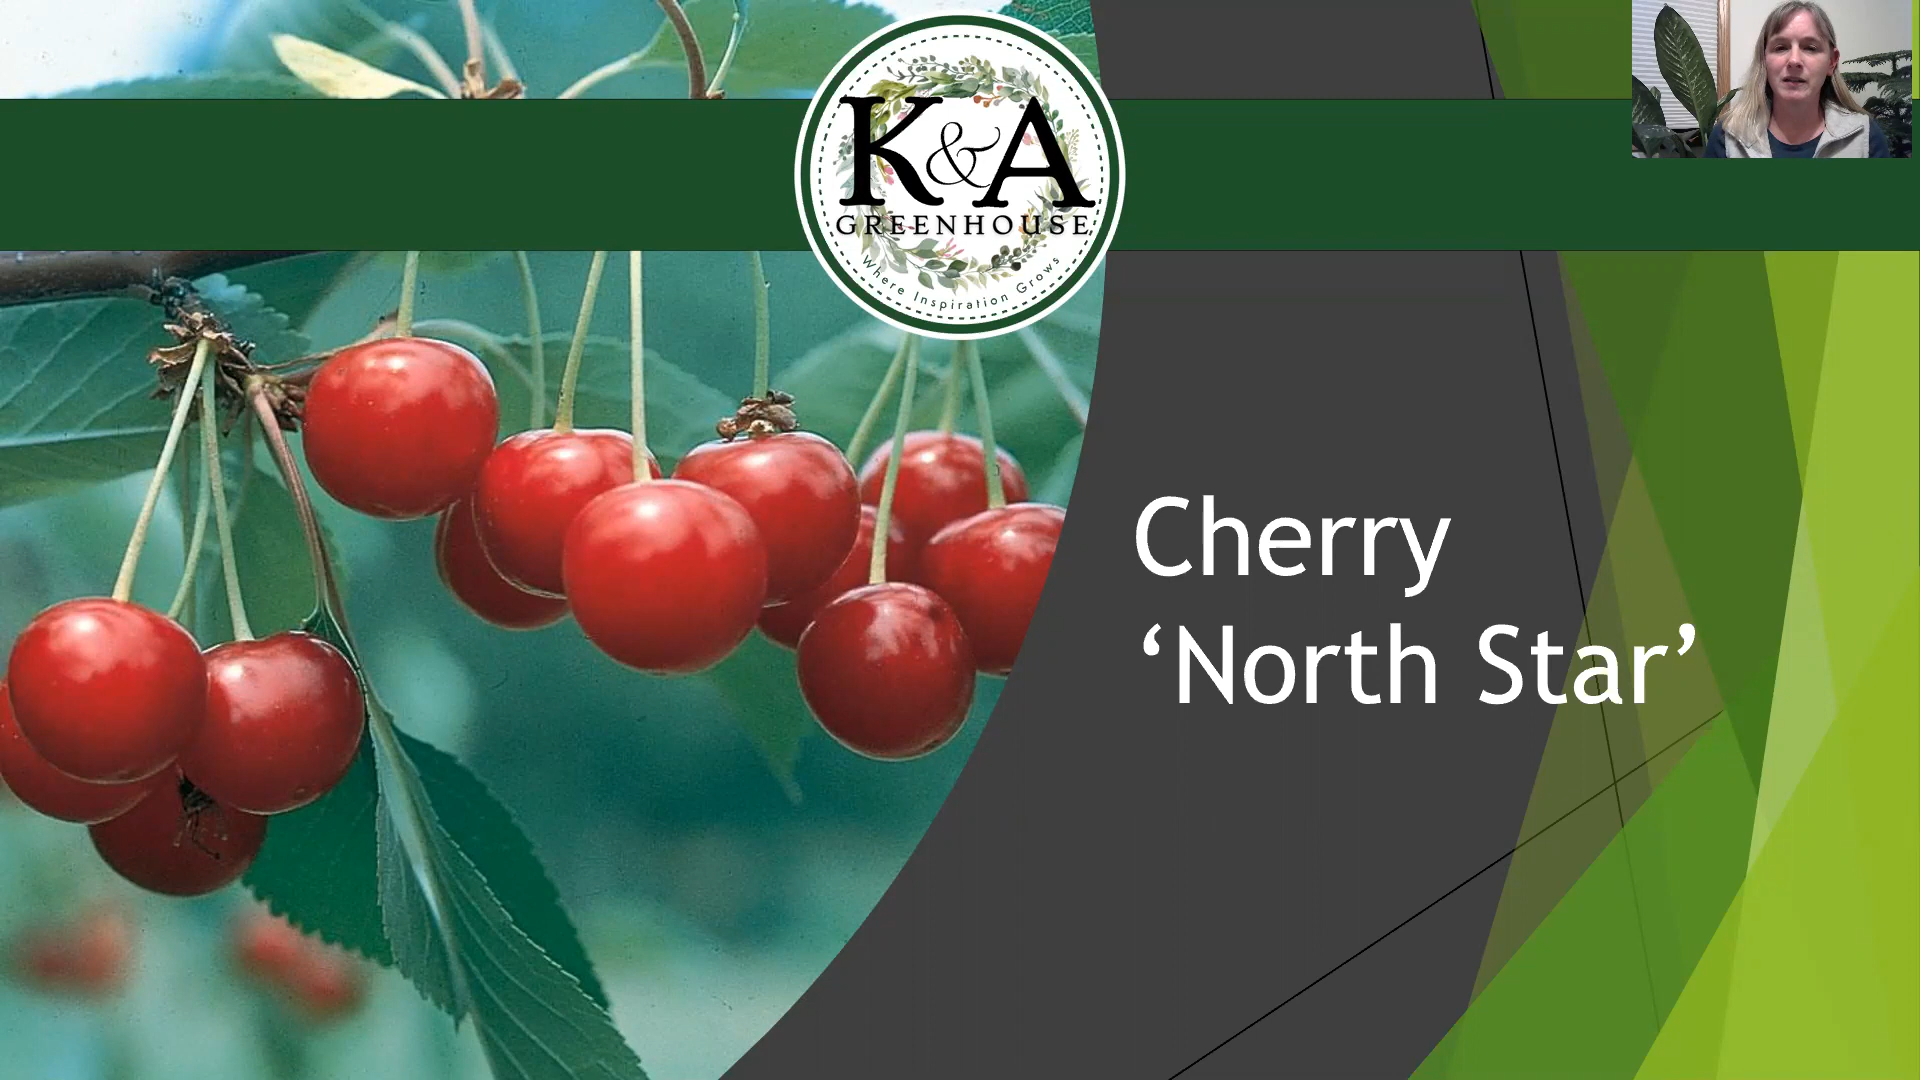 K&A
GREENHOUSE
Where Inspiration Grows
Cherry
‘North Star’